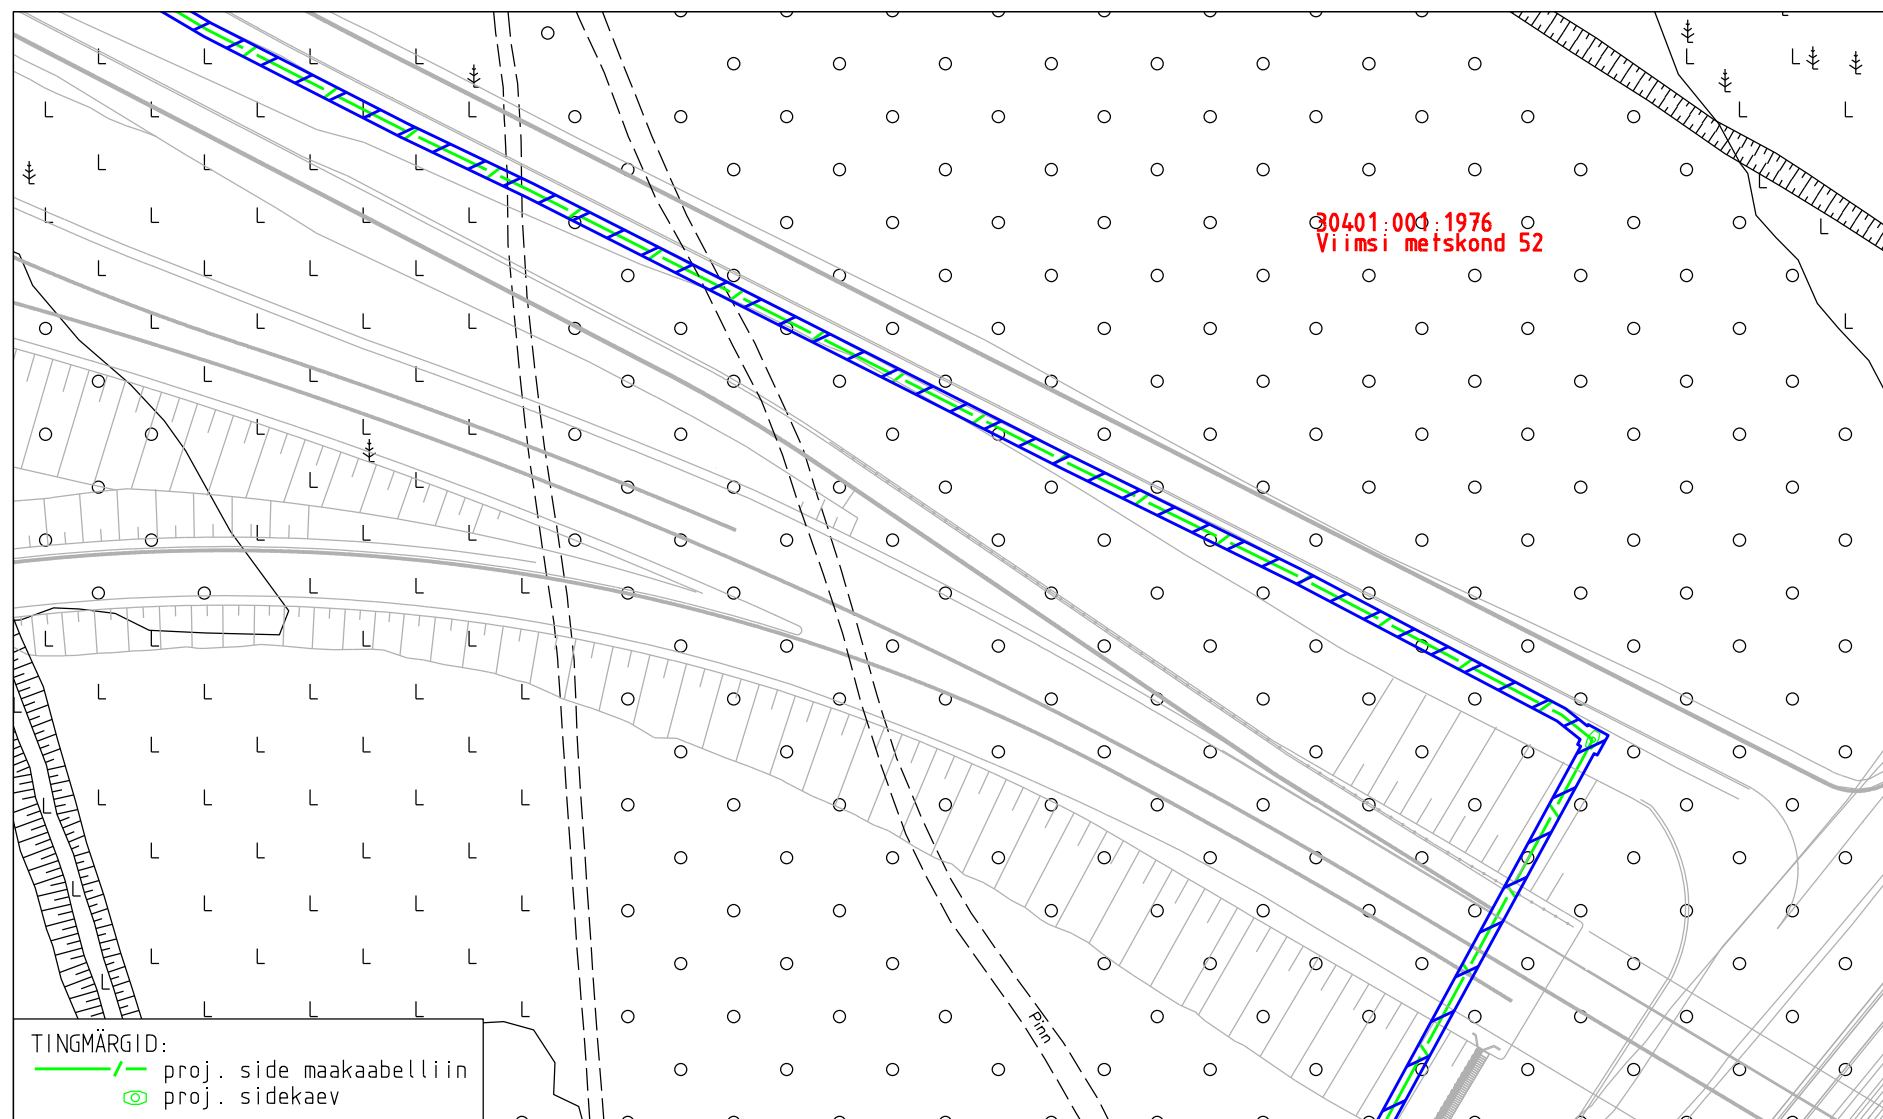 30401:001:1976
Viimsi metskond 52
Pinn
TINGMÄRGID:
proj. side maakaabelliin
proj. sidekaev